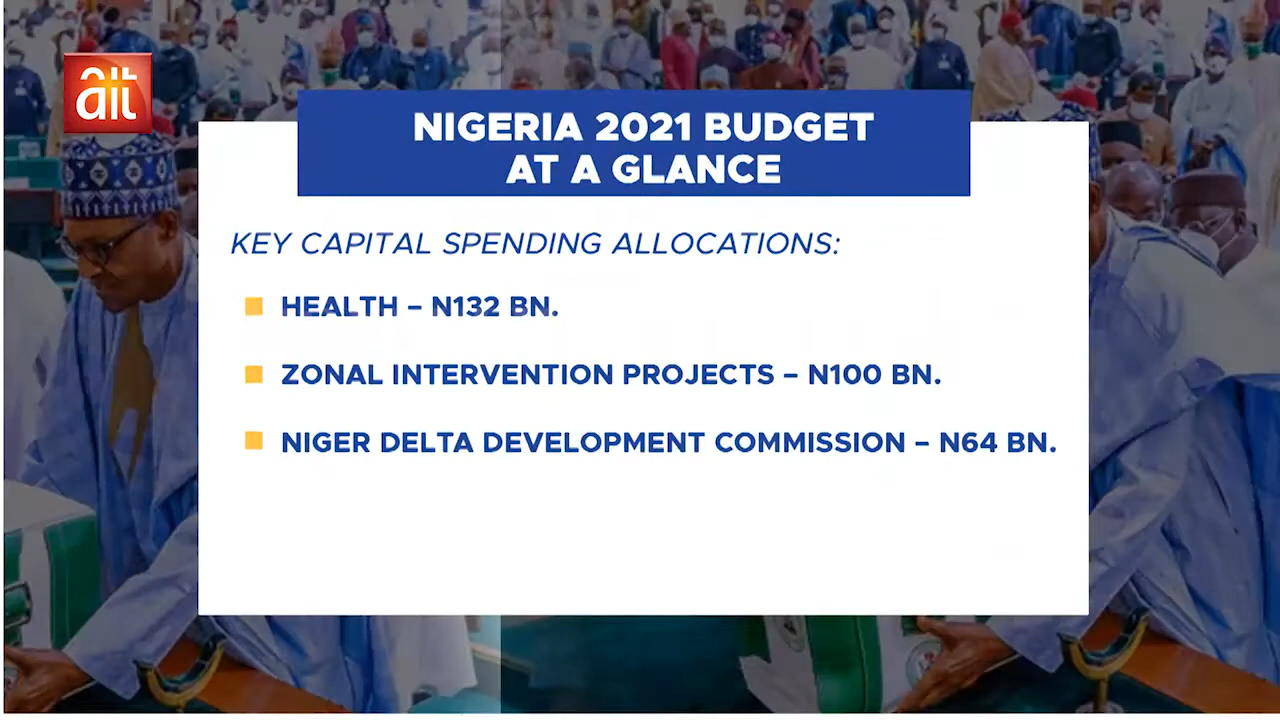 ait
NIGERIA 2021 BUDGET
AT A GLANCE
KEY CAPITAL SPENDING ALLOCATIONS:
HEALTH – N132 BN.
ZONAL INTERVENTION PROJECTS – N100 BN.
NIGER DELTA DEVELOPMENT COMMISSION – N64 BN.